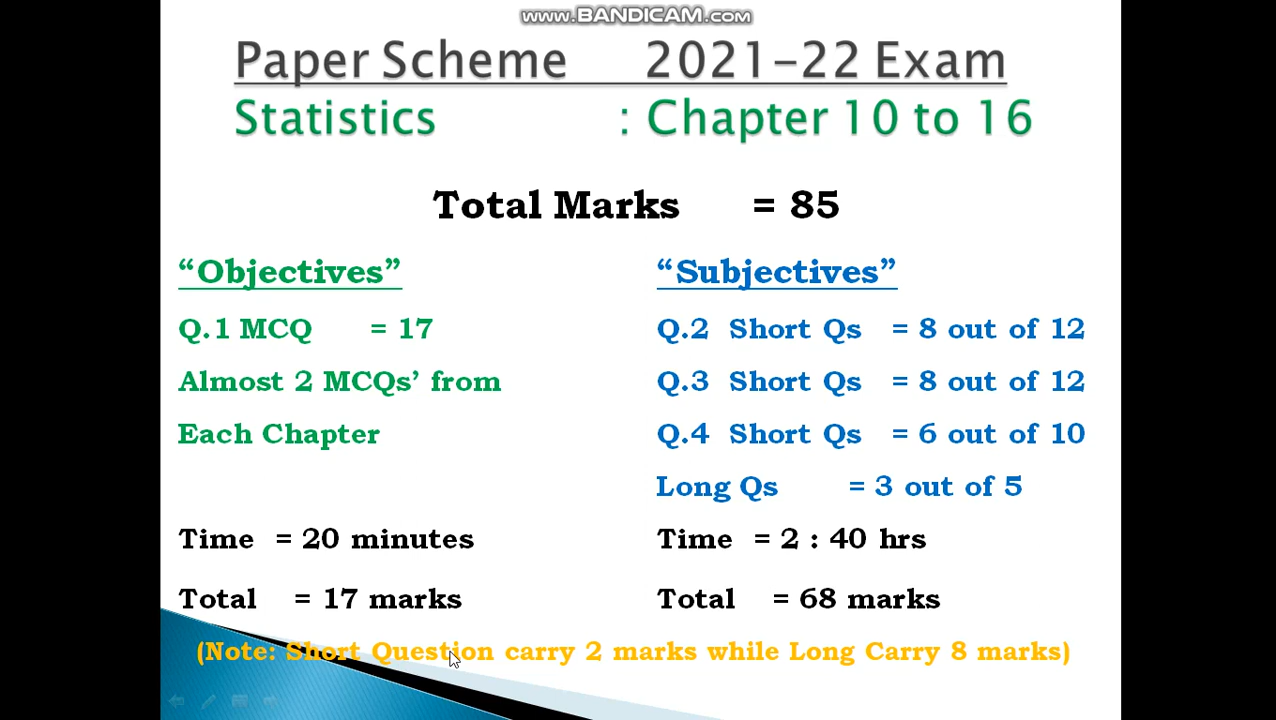 www.BANDICAM.com
Paper Scheme 2021-22 Exam
Statistics : Chapter 10 to 16
Total Marks = 85
“Objectives”
Q.1 MCQ = 17
Almost 2 MCQs’ from
Each Chapter
Time = 20 minutes
Total = 17 marks
“Subjectives”
Q.2 Short Qs = 8 out of 12
Q.3 Short Qs = 8 out of 12
Q.4 Short Qs = 6 out of 10
Long Qs = 3 out of 5
Time = 2 : 40 hrs
Total = 68 marks
(Note: Short Question carry 2 marks while Long Carry 8 marks)